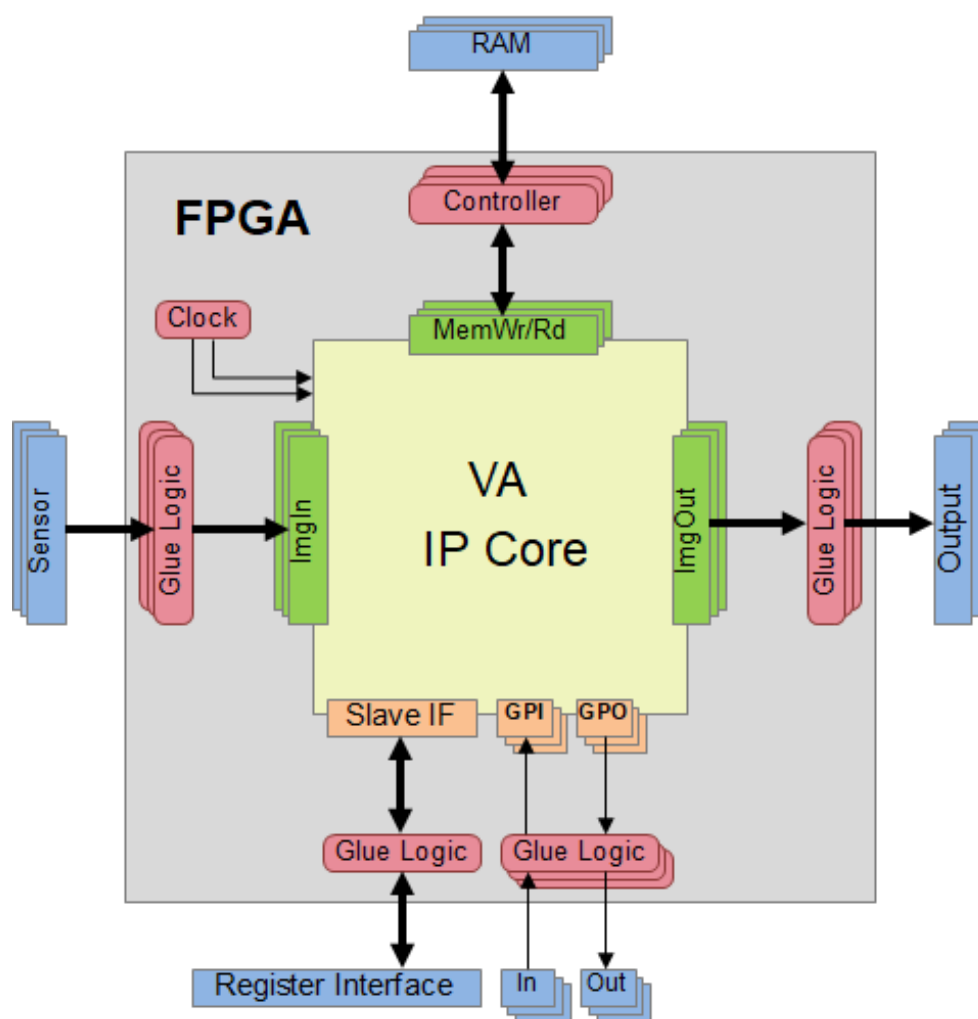 RAM
Controller
FPGA
Clock
MemWr/Rd
Sensor
Glue Logic
ImgIn
VA
IP Core
ImgOut
Glue Logic
Output
Slave IF
GPI
GPO
Glue Logic
Glue Logic
Register Interface
In
Out